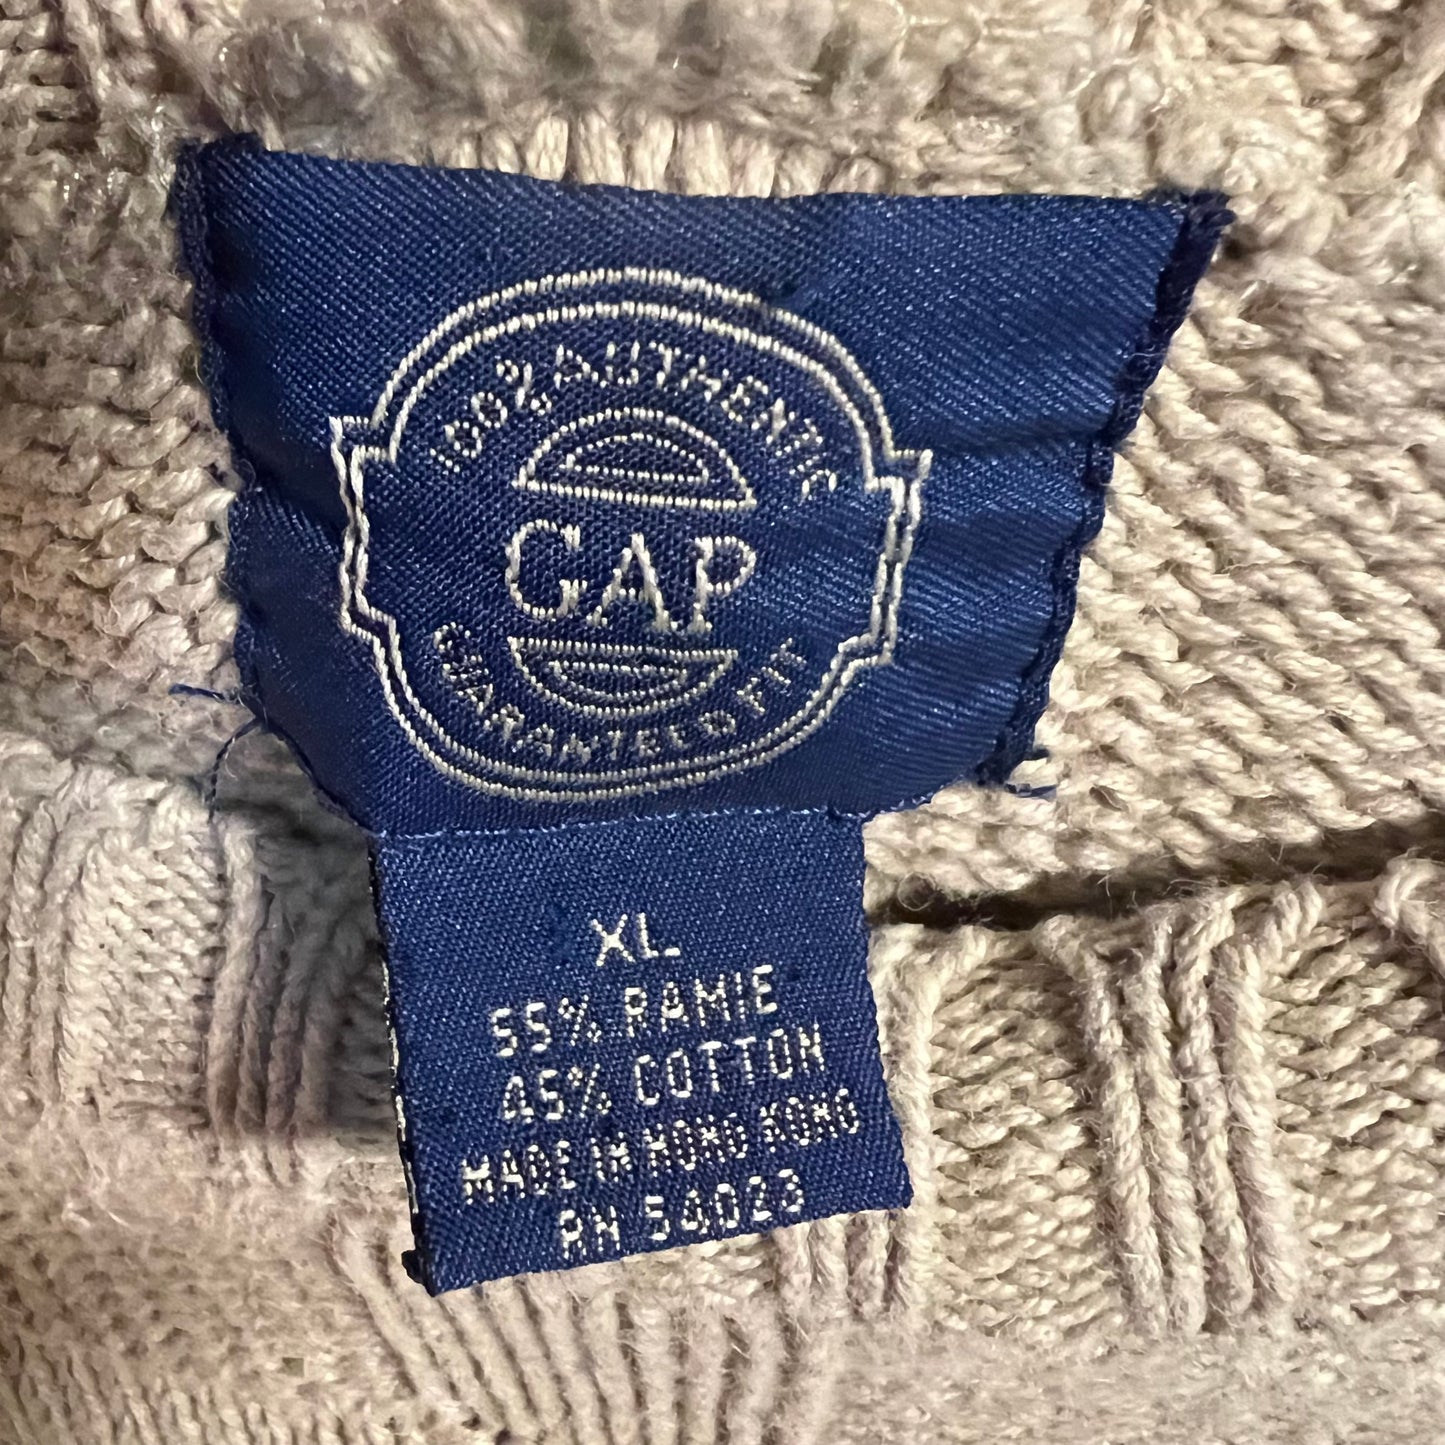 100% AUTHENTIC
GAP
GUARANTEED FIT
XL
55% RAMIE
45% COTTON
MADE IN HONG KONG
RN 54023